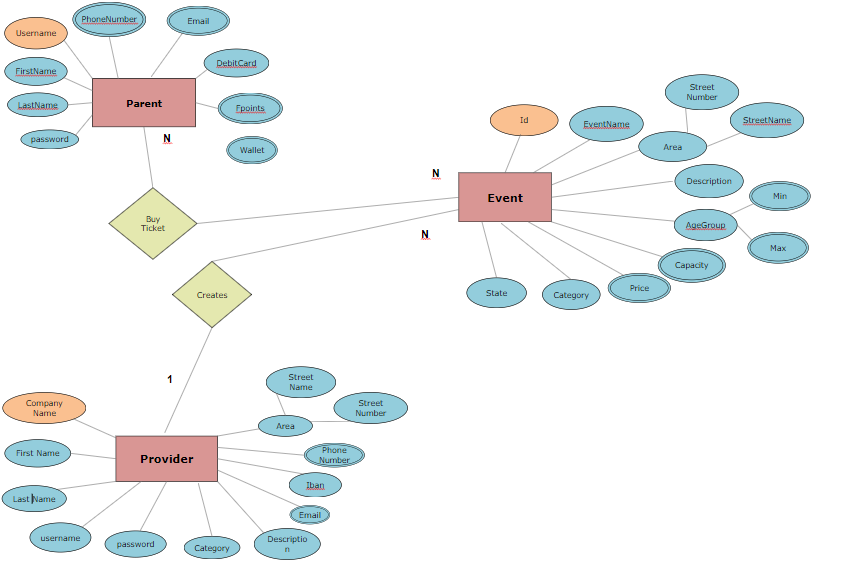 PhoneNumber
Email
Username
FirstName
DebitCard
LastName
Parent
Fpoints
password
N
Wallet
Buy
Ticket
Street
Number
Id
EventName
StreetName
Area
N
Description
Event
Min
AgeGroup
N
Max
Capacity
State
Category
Price
Creates
1
Street
Name
Company
Name
Street
Number
Area
First Name
Provider
Phone
Number
Iban
Last Name
Email
username
password
Category
Descriptio
n